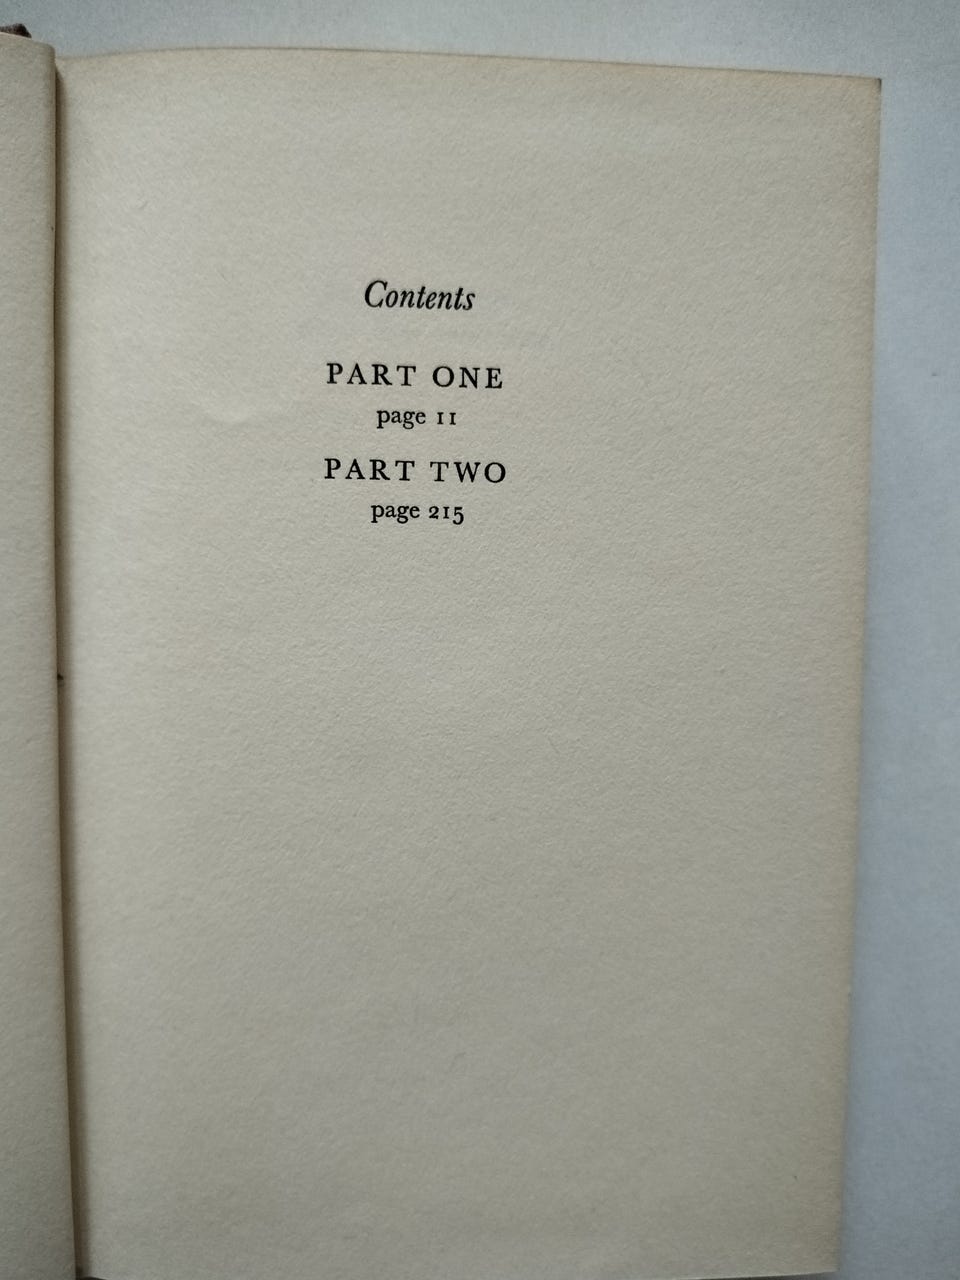 Contents
PART ONE
page 11
PART TWO
page 215